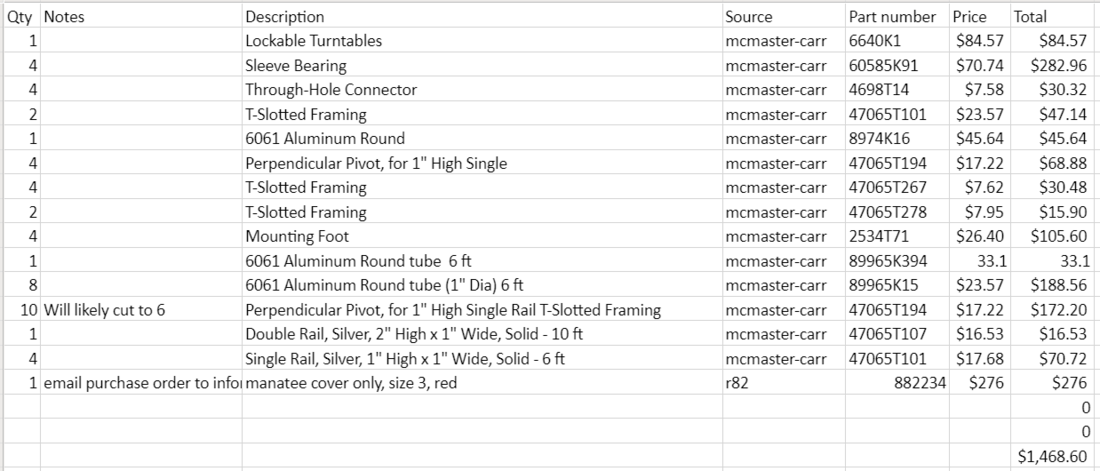 Qty Notes Description Source Part number Price Total
1 Lockable Turntables mcmaster-carr 6640K1 $84.57 $84.57
4 Sleeve Bearing mcmaster-carr 60585K91 $70.74 $282.96
4 Through-Hole Connector mcmaster-carr 4698T14 $7.58 $30.32
2 T-Slotted Framing mcmaster-carr 47065T101 $23.57 $47.14
1 6061 Aluminum Round mcmaster-carr 8974K16 $45.64 $45.64
4 Perpendicular Pivot, for 1" High Single mcmaster-carr 47065T194 $17.22 $68.88
4 T-Slotted Framing mcmaster-carr 47065T267 $7.62 $30.48
2 T-Slotted Framing mcmaster-carr 47065T278 $7.95 $15.90
4 Mounting Foot mcmaster-carr 2534T71 $26.40 $105.60
1 6061 Aluminum Round tube 6 ft mcmaster-carr 89965K394 33.1 33.1
8 6061 Aluminum Round tube (1" Dia) 6 ft mcmaster-carr 89965K15 $23.57 $188.56
10 Will likely cut to 6 Perpendicular Pivot, for 1" High Single Rail T-Slotted Framing mcmaster-carr 47065T194 $17.22 $172.20
1 Double Rail, Silver, 2" High x 1" Wide, Solid - 10 ft mcmaster-carr 47065T107 $16.53 $16.53
4 Single Rail, Silver, 1" High x 1" Wide, Solid - 6 ft mcmaster-carr 47065T101 $17.68 $70.72
1 email purchase order to manatee cover only, size 3, red r82 882234 $276 $276
0
0
$1,468.60